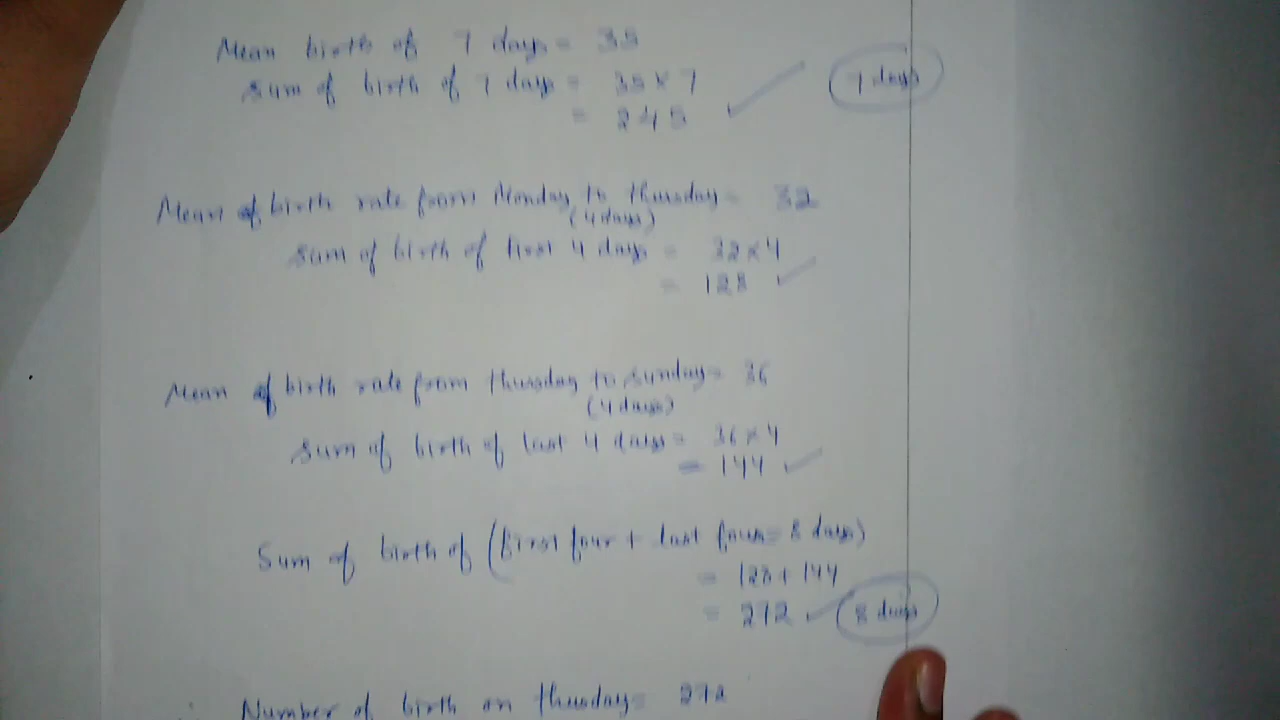 Mean birth of 7 days = 35
Sum of birth of 7 days = 35 x 7
7 days
= 245
Mean of birth rate from Monday to thursday = 32
(4 days)
Sum of birth of first 4 days = 32 x 4
= 128
Mean of birth rate from thursday to sunday = 36
(4 days)
Sum of birth of last 4 days = 36 x 4
= 144
Sum of birth of (first four + last four = 8 days)
= 128 + 144
= 272
8 days
Number of birth on thusday = 272